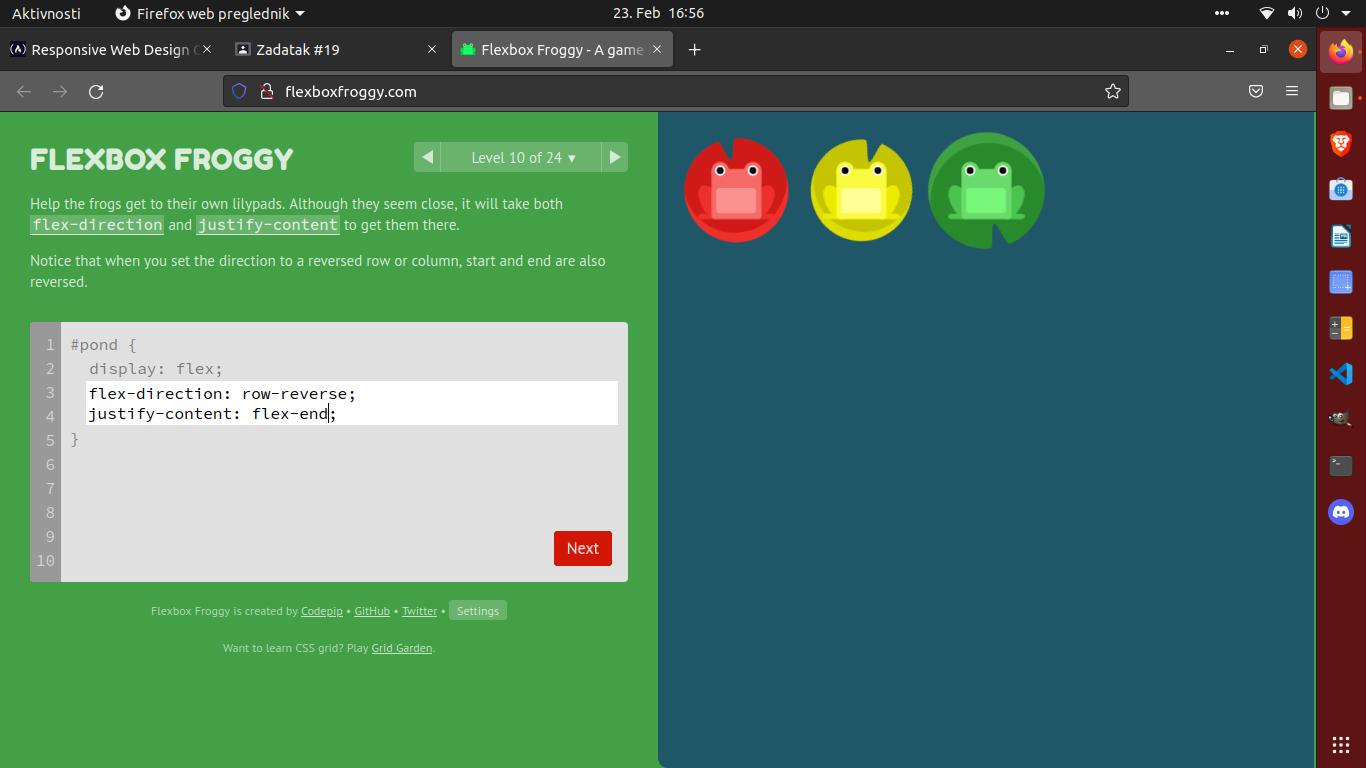 Aktivnosti
Firefox web preglednik
23. Feb 16:56
Responsive Web Design
Zadatak #19
Flexbox Froggy - A game
flexboxfroggy.com
FLEXBOX FROGGY
Level 10 of 24 ▾
Help the frogs get to their own lilypads. Although they seem close, it will take both
flex-direction and justify-content to get them there.
Notice that when you set the direction to a reversed row or column, start and end are also
reversed.
1 #pond {
2 display: flex;
3 flex-direction: row-reverse;
4 justify-content: flex-end;
5 }
6
7
8
9
10
Next
Flexbox Froggy is created by Codepip • GitHub • Twitter • Settings
Want to learn CSS grid? Play Grid Garden.